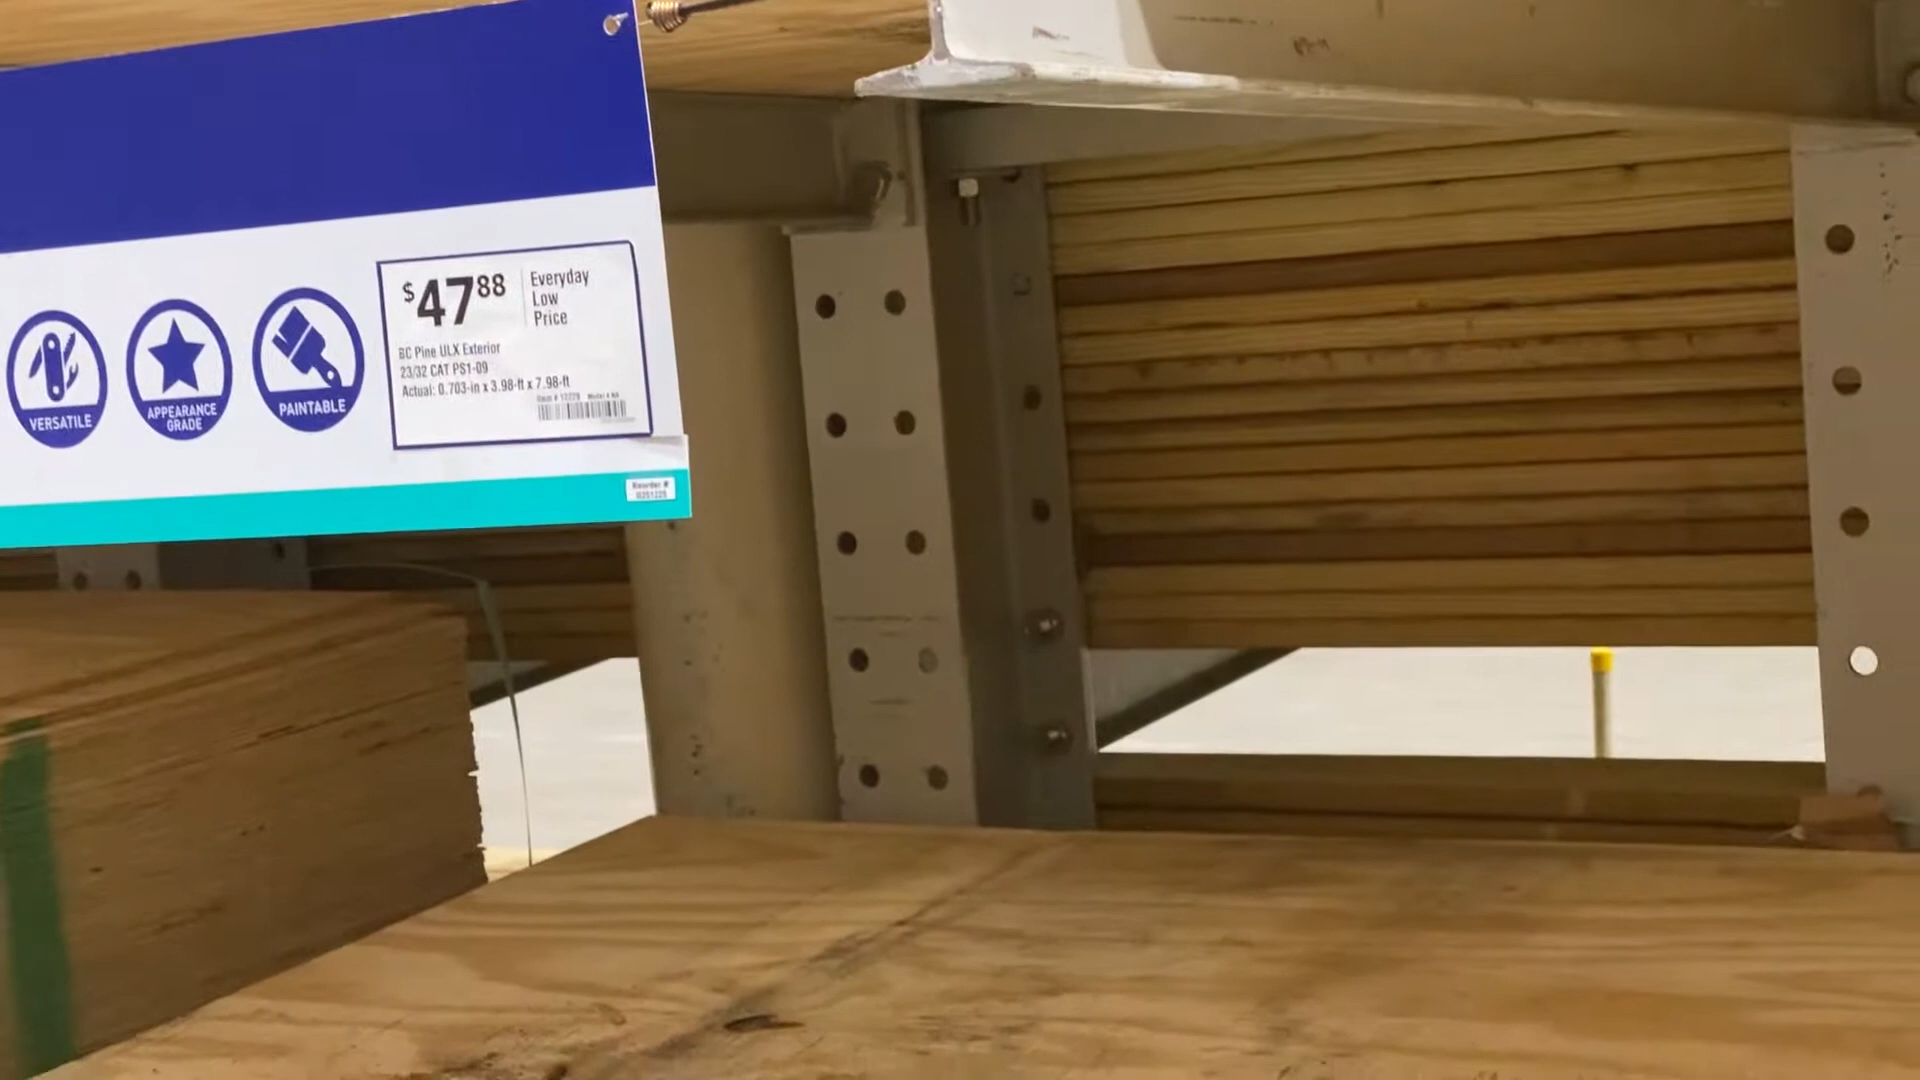 $47 88
Everyday
Low
Price
BC Pine ULX Exterior
23/32 CAT PS1-09
Actual: 0.703-in x 3.98-ft x 7.98-ft
VERSATILE
APPEARANCE
GRADE
PAINTABLE
Reorder #